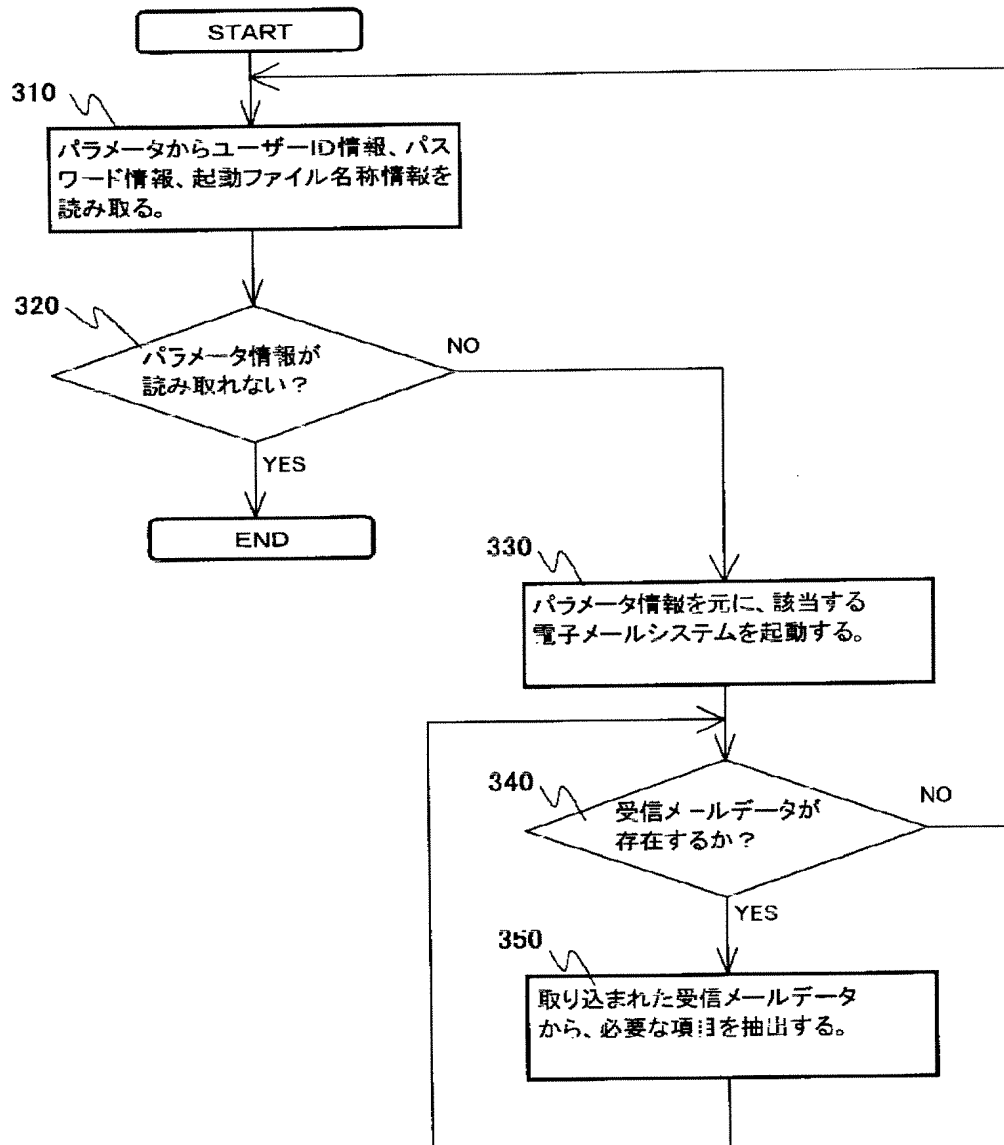 START
310
パラメータからユーザーID情報、パス
ワード情報、起動ファイル名称情報を
読み取る。
320
パラメータ情報が
読み取れない？
NO
YES
END
330
パラメータ情報を元に、該当する
電子メールシステムを起動する。
340
受信メールデータが
存在するか？
NO
YES
350
取り込まれた受信メールデータ
から、必要な項目を抽出する。